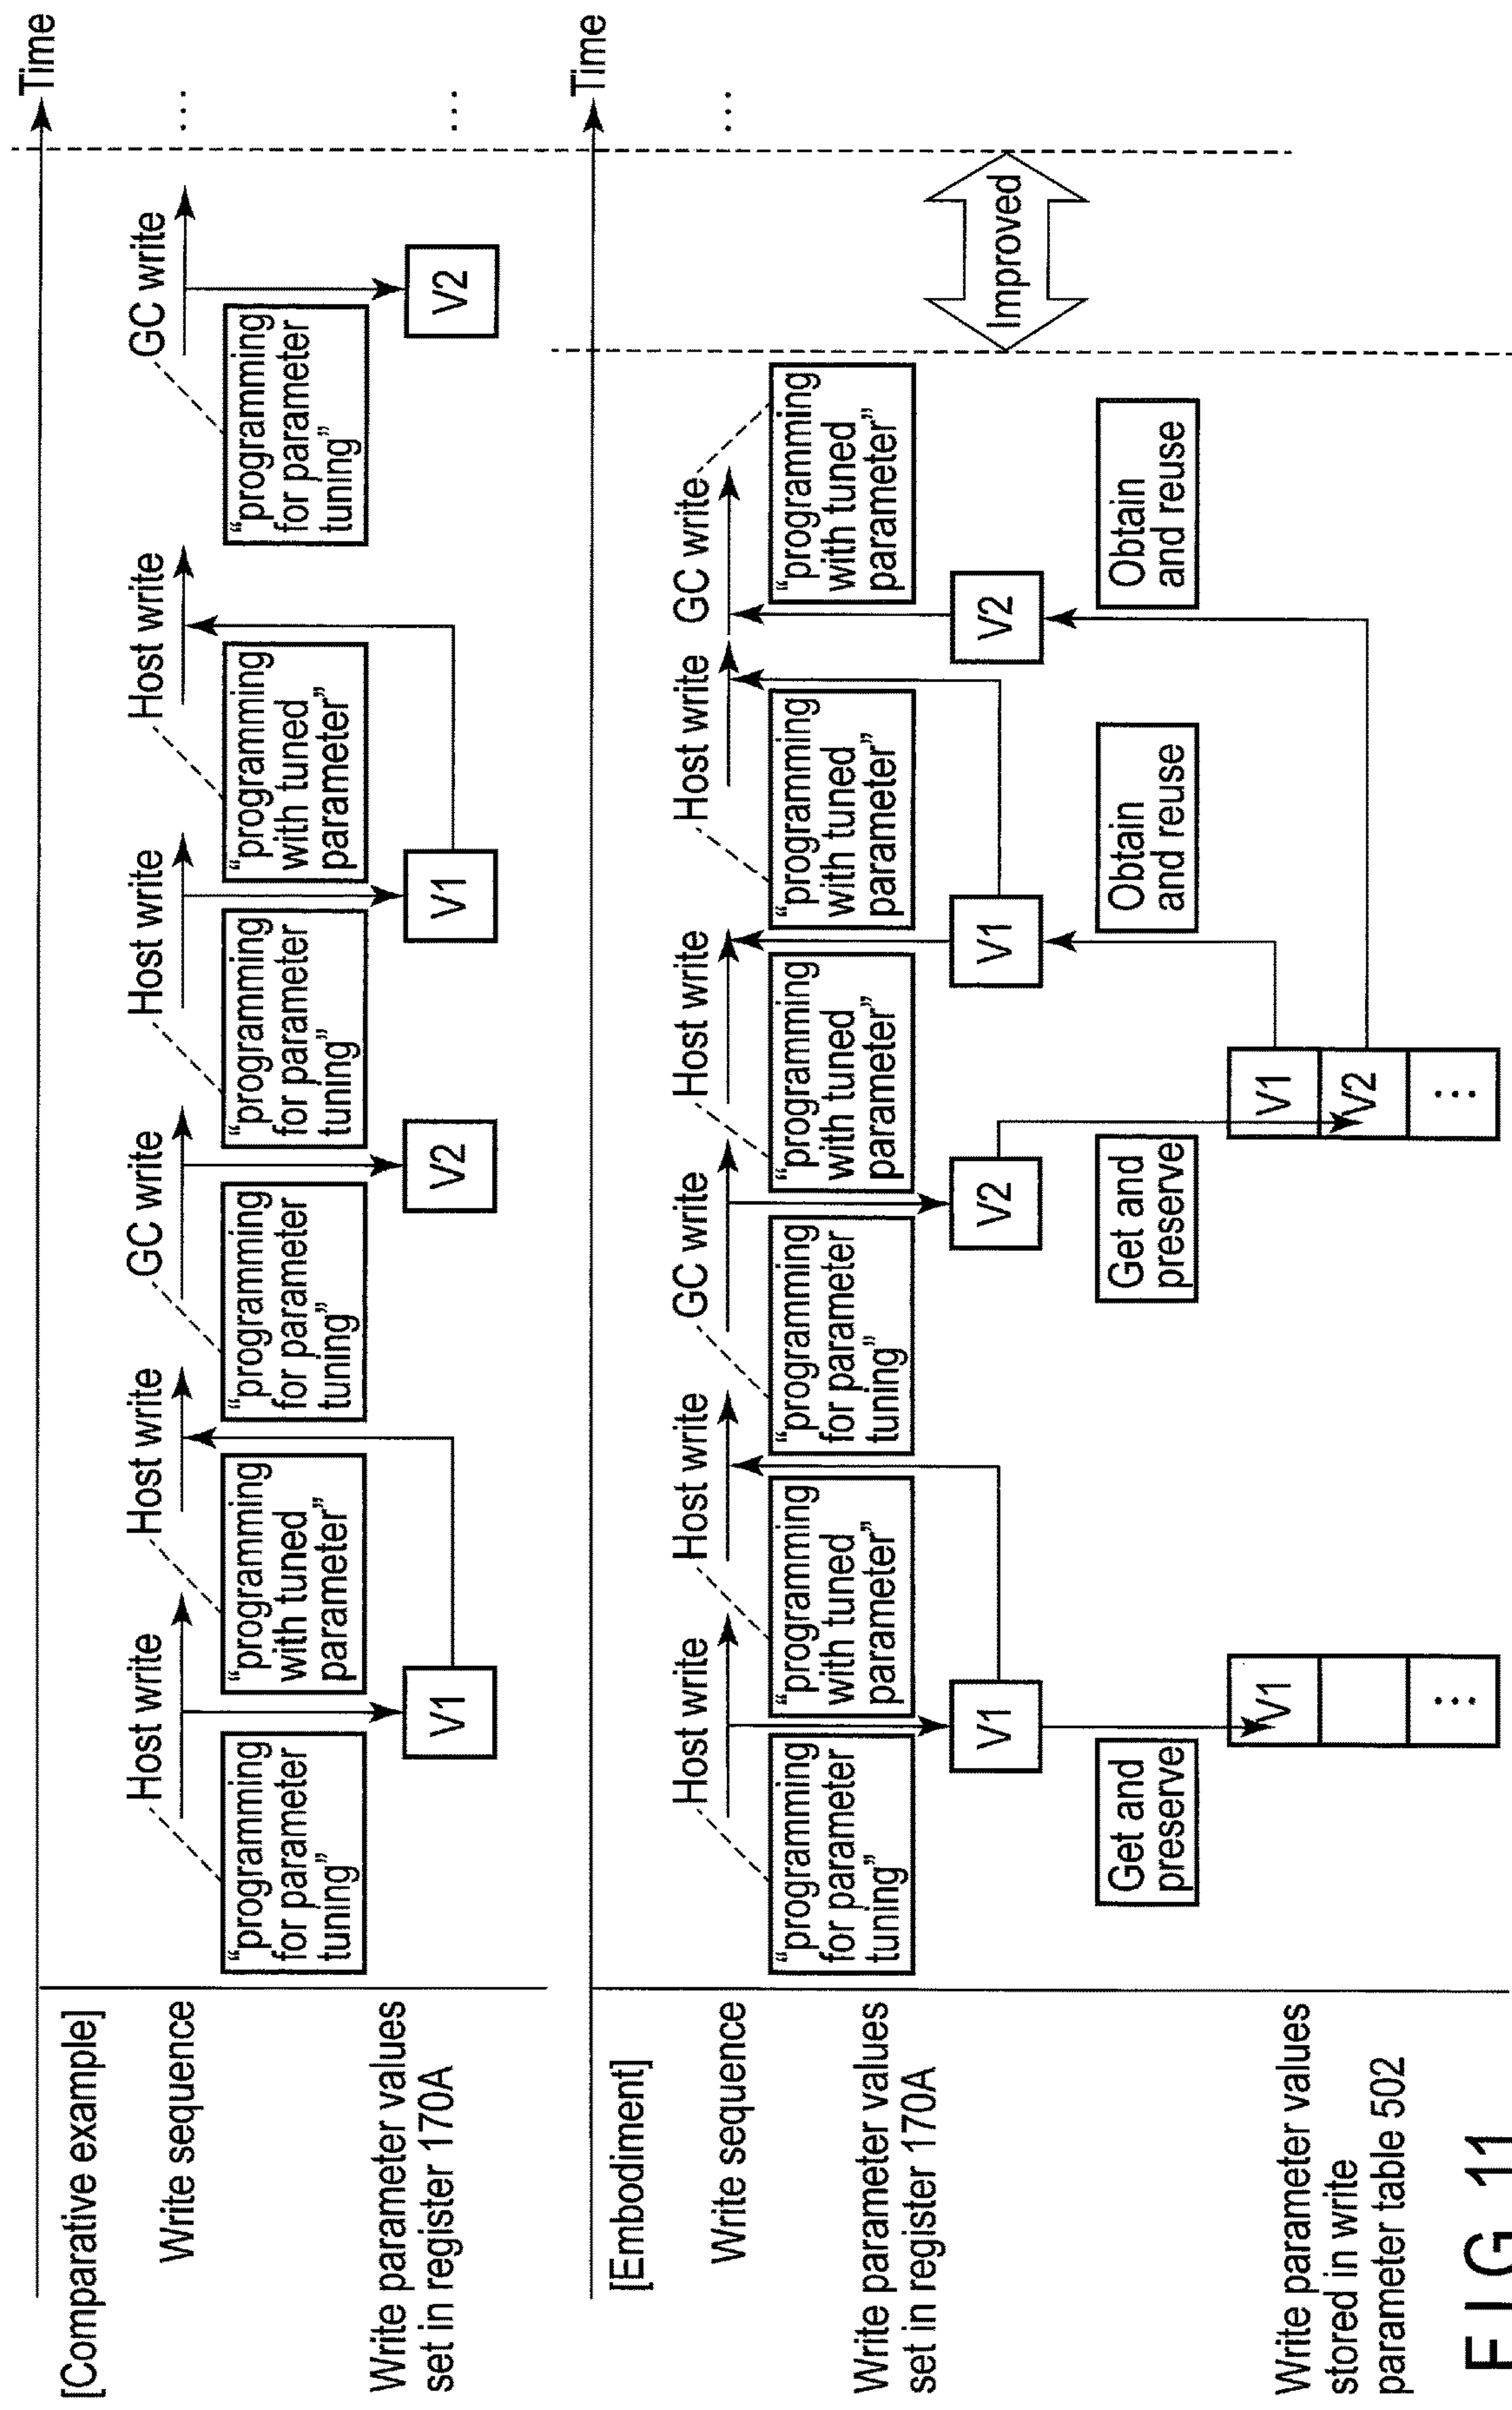 Time
[Comparative example]
Write sequence
Host write
Host write
GC write
Host write
Host write
GC write
...
”programming
for parameter
tuning”
”programming
with tuned
parameter”
”programming
for parameter
tuning”
”programming
for parameter
tuning”
”programming
with tuned
parameter”
”programming
for parameter
tuning”
Write parameter values
set in register 170A
V1
V2
V1
V2
...
Time
[Embodiment]
Write sequence
Host write
Host write
GC write
Host write
Host write
GC write
...
”programming
for parameter
tuning”
”programming
with tuned
parameter”
”programming
for parameter
tuning”
”programming
with tuned
parameter”
”programming
with tuned
parameter”
”programming
with tuned
parameter”
Write parameter values
set in register 170A
V1
V2
V1
V2
Improved
Get and
preserve
Get and
preserve
Obtain
and reuse
Obtain
and reuse
Write parameter values
stored in write
parameter table 502
V1
...
V1
V2
...
FIG 11